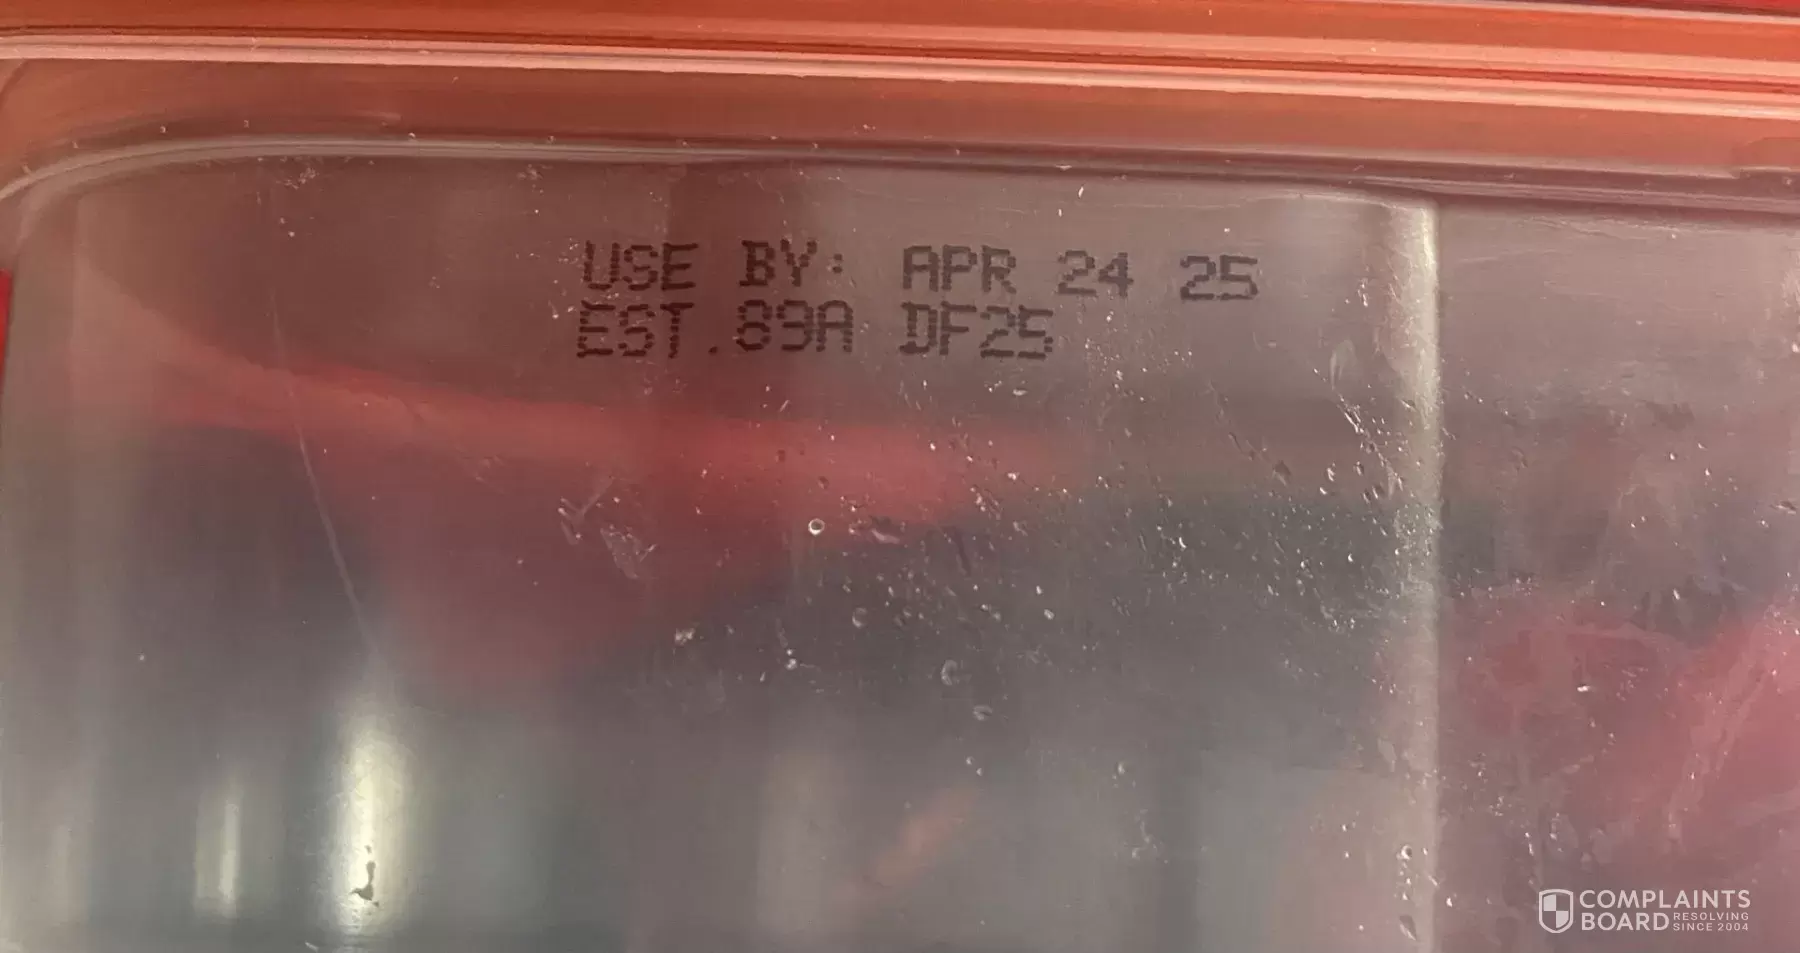 USE BY: APR 24 25
EST.89A DF25
COMPLAINTS
BOARD RESOLVING
SINCE 2004